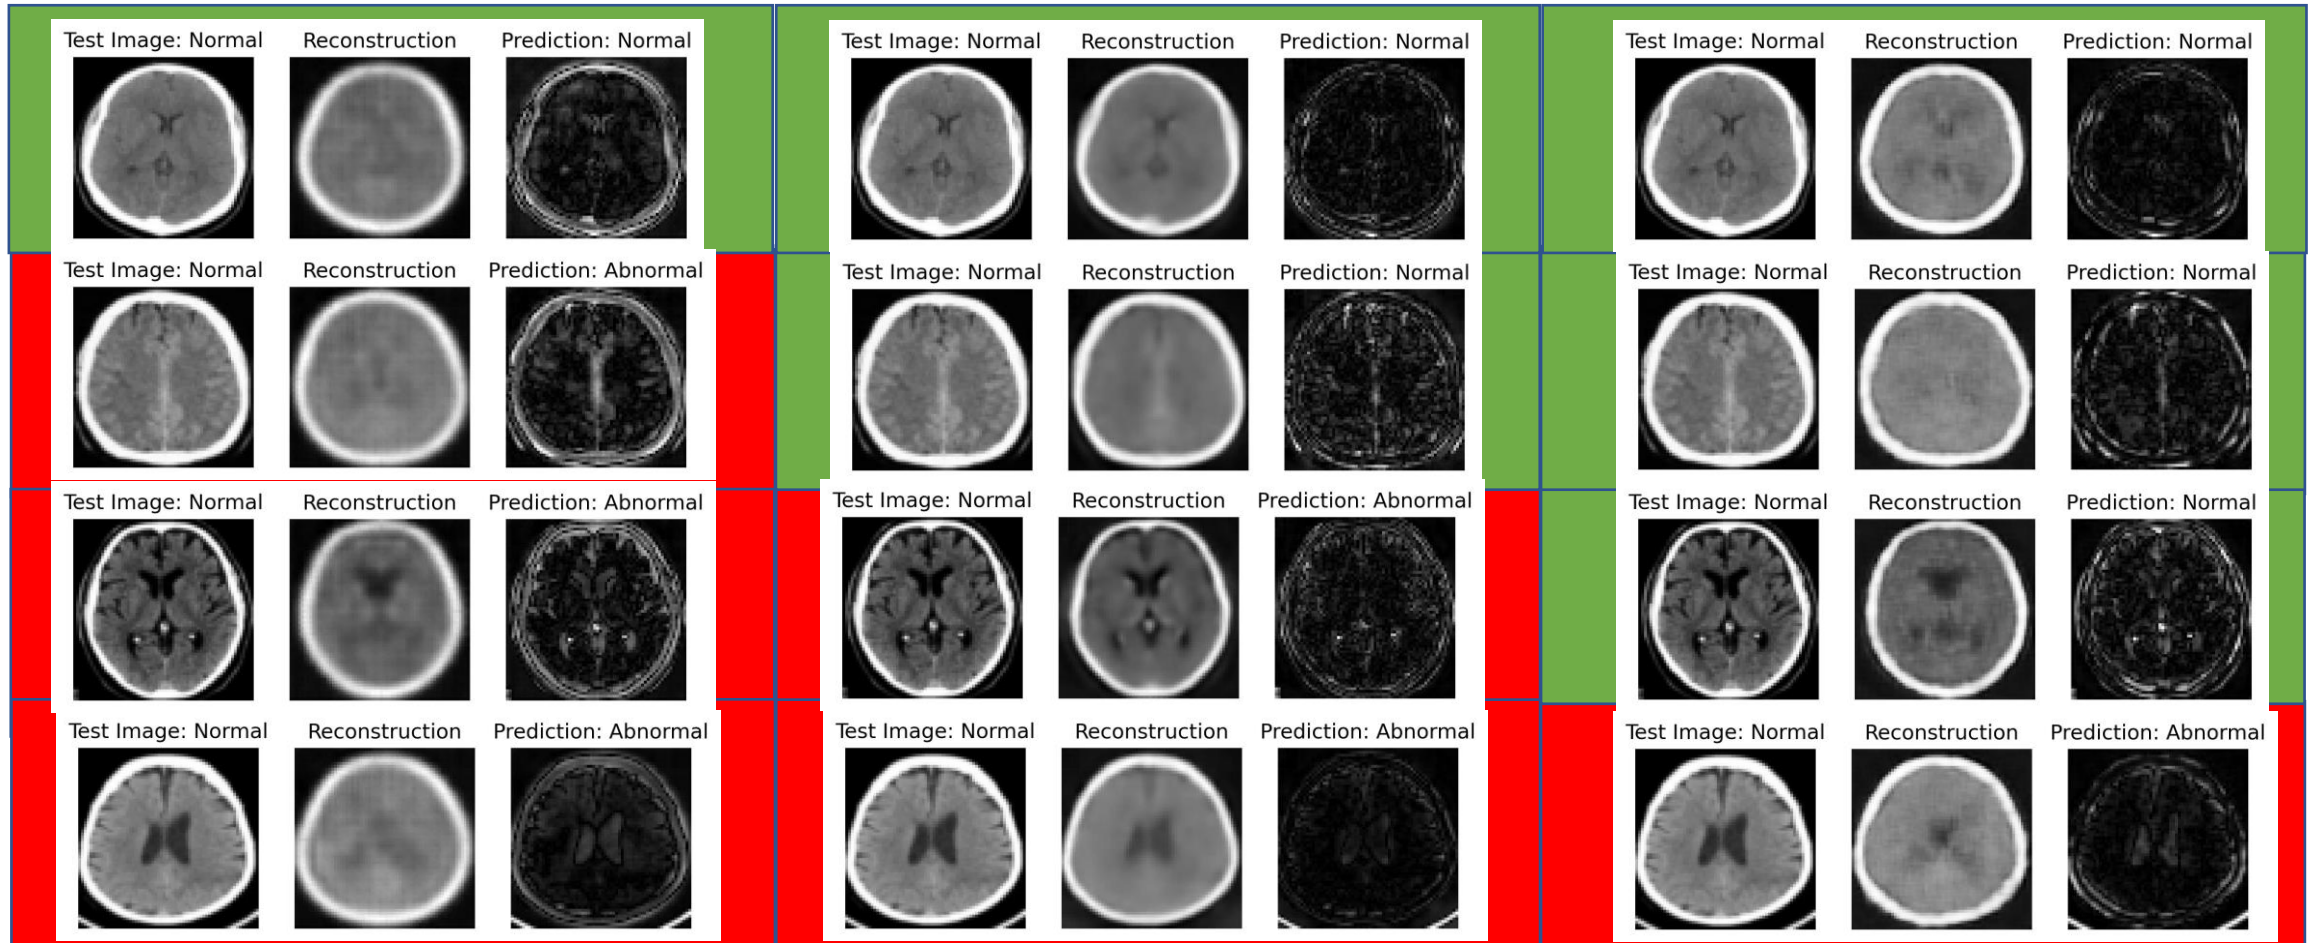 Test Image: Normal Reconstruction Prediction: Normal Test Image: Normal Reconstruction Prediction: Normal Test Image: Normal Reconstruction Prediction: Normal
Test Image: Normal Reconstruction Prediction: Abnormal Test Image: Normal Reconstruction Prediction: Normal Test Image: Normal Reconstruction Prediction: Normal
Test Image: Normal Reconstruction Prediction: Abnormal Test Image: Normal Reconstruction Prediction: Abnormal Test Image: Normal Reconstruction Prediction: Normal
Test Image: Normal Reconstruction Prediction: Abnormal Test Image: Normal Reconstruction Prediction: Abnormal Test Image: Normal Reconstruction Prediction: Abnormal